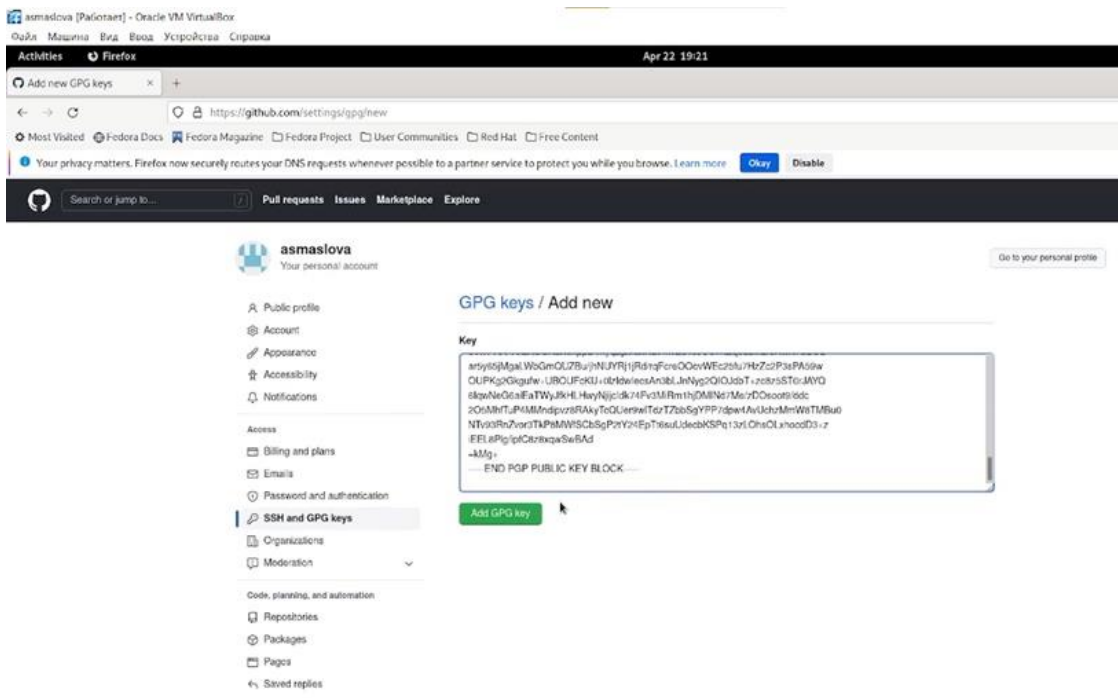 asmaslova [Работает] - Oracle VM VirtualBox
Файл Машина Вид Ввод Устройства Справка
Activities Firefox Apr 22 19:21
Add new GPG keys
https://github.com/settings/gpg/new
Most Visited Fedora Docs Fedora Magazine Fedora Project User Communities Red Hat Free Content
Your privacy matters. Firefox now securely routes your DNS requests whenever possible to a partner service to protect you while you browse. Learn more Okay Disable
Search or jump to... / Pull requests Issues Marketplace Explore
asmaslova
Your personal account
Go to your personal profile
Public profile
Account
Appearance
Accessibility
Notifications
Access
Billing and plans
Emails
Password and authentication
SSH and GPG keys
Organizations
Moderation
Code, planning, and automation
Repositories
Packages
Pages
Saved replies
GPG keys / Add new
Key
END PGP PUBLIC KEY BLOCK
Add GPG key